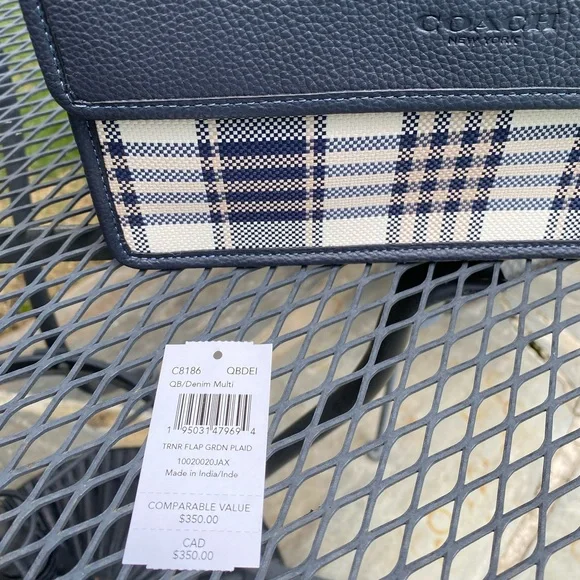 COACH
NEW YORK
C8186 QBDEI
QB/Denim Multi
1 95031 47969 4
TRNR FLAP GRDN PLAID
10020020JAX
Made in India/Inde
COMPARABLE VALUE
$350.00
CAD
$350.00